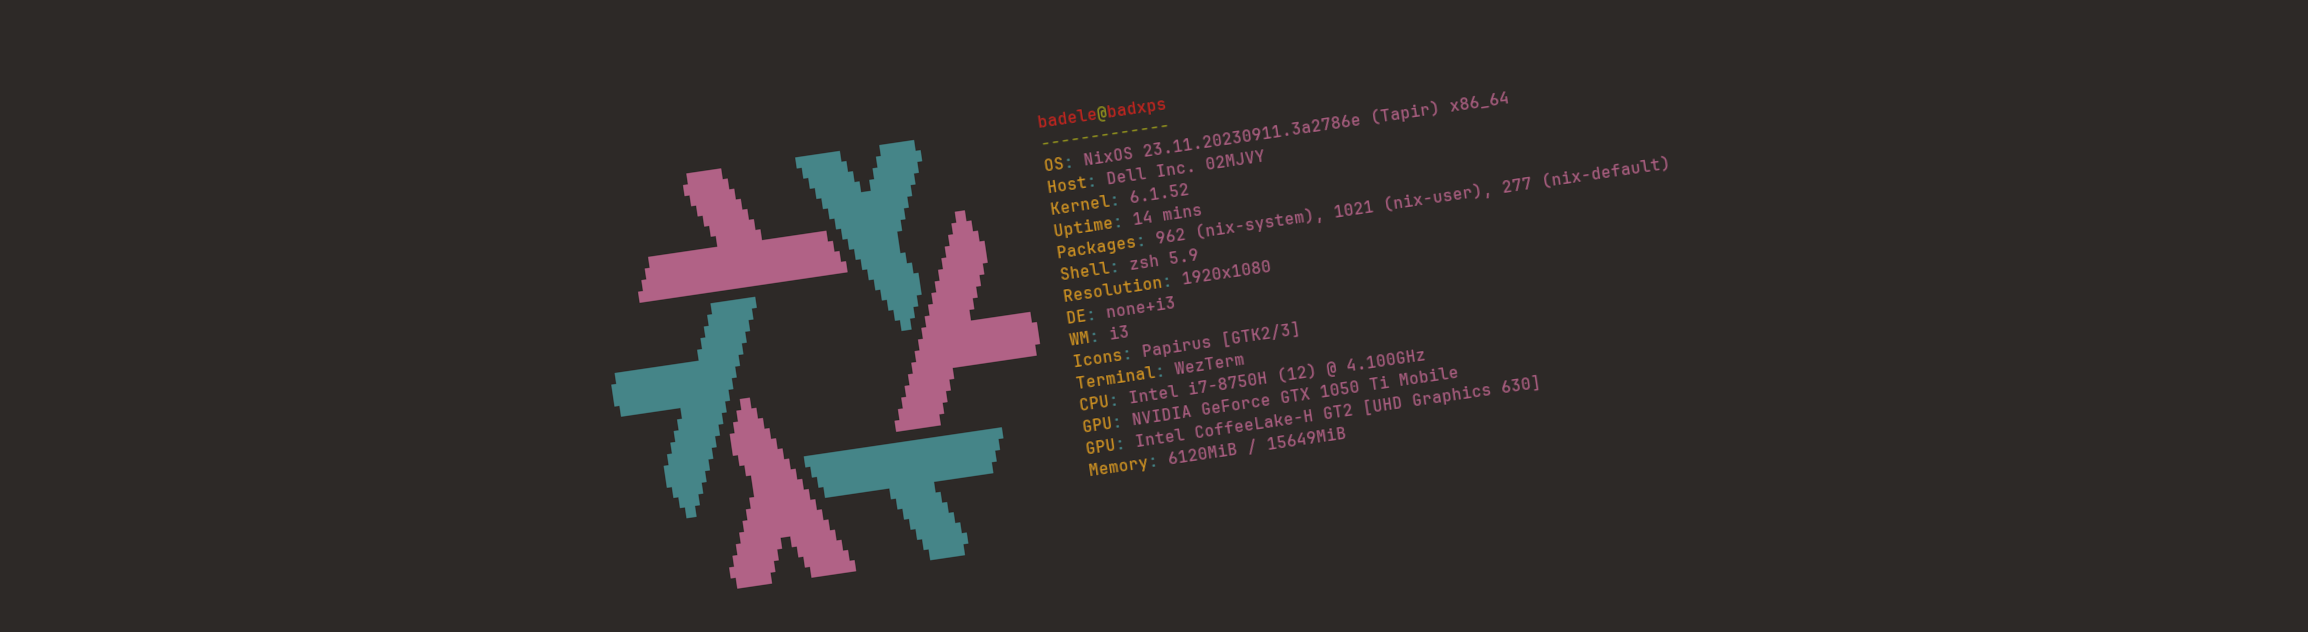 badele@badxps
-------------
OS: NixOS 23.11.20230911.3a2786e (Tapir) x86_64
Host: Dell Inc. 02MJVY
Kernel: 6.1.52
Uptime: 14 mins
Packages: 962 (nix-system), 1021 (nix-user), 277 (nix-default)
Shell: zsh 5.9
Resolution: 1920x1080
DE: none+i3
WM: i3
Icons: Papirus [GTK2/3]
Terminal: WezTerm
CPU: Intel i7-8750H (12) @ 4.100GHz
GPU: NVIDIA GeForce GTX 1050 Ti Mobile
GPU: Intel CoffeeLake-H GT2 [UHD Graphics 630]
Memory: 6120MiB / 15649MiB